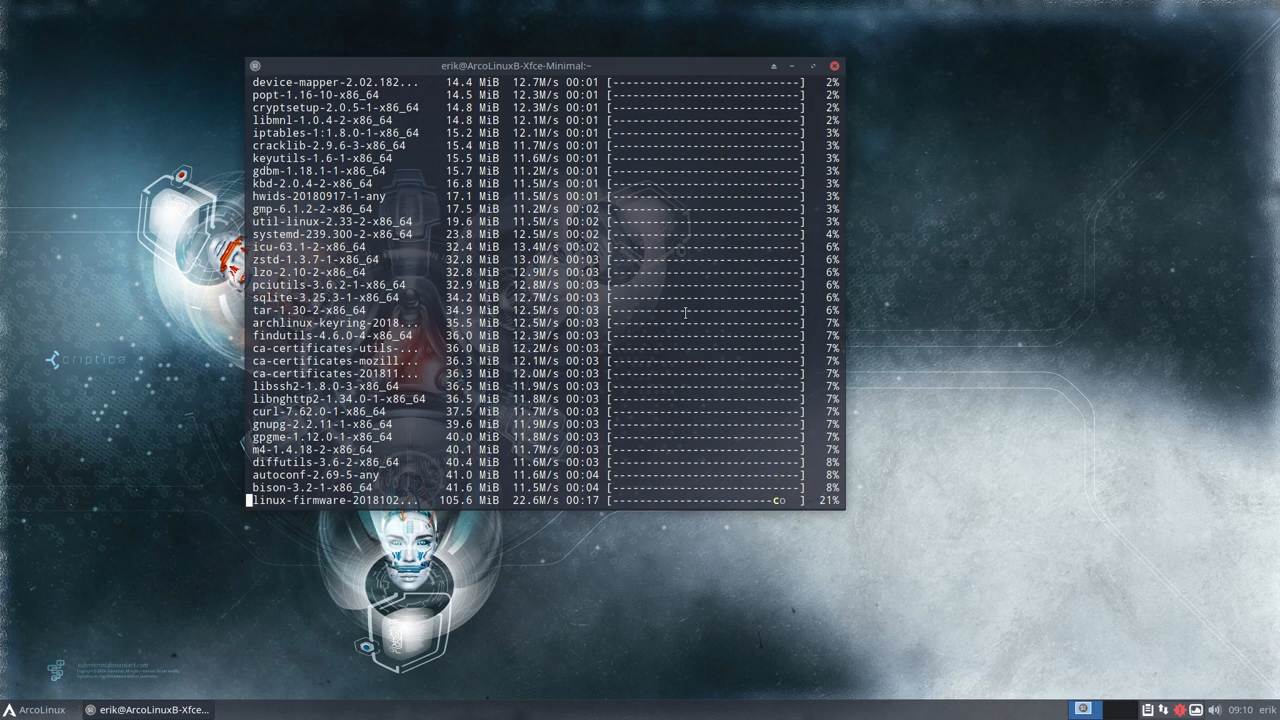 erik@ArcoLinuxB-Xfce-Minimal:~
device-mapper-2.02.182... 14.4 MiB 12.7M/s 00:01 [----------------------------] 2%
popt-1.16-10-x86_64 14.5 MiB 12.3M/s 00:01 [----------------------------] 2%
cryptsetup-2.0.5-1-x86_64 14.8 MiB 12.3M/s 00:01 [----------------------------] 2%
libmnl-1.0.4-2-x86_64 14.8 MiB 12.1M/s 00:01 [----------------------------] 2%
iptables-1:1.8.0-1-x86_64 15.2 MiB 12.1M/s 00:01 [----------------------------] 3%
cracklib-2.9.6-3-x86_64 15.4 MiB 11.7M/s 00:01 [----------------------------] 3%
keyutils-1.6-1-x86_64 15.5 MiB 11.6M/s 00:01 [----------------------------] 3%
gdbm-1.18.1-1-x86_64 15.7 MiB 11.2M/s 00:01 [----------------------------] 3%
kbd-2.0.4-2-x86_64 16.8 MiB 11.5M/s 00:01 [----------------------------] 3%
hwids-20180917-1-any 17.1 MiB 11.5M/s 00:01 [----------------------------] 3%
gmp-6.1.2-2-x86_64 17.5 MiB 11.2M/s 00:02 [----------------------------] 3%
util-linux-2.33-2-x86_64 19.6 MiB 11.5M/s 00:02 [----------------------------] 3%
systemd-239.300-2-x86_64 23.8 MiB 12.5M/s 00:02 [----------------------------] 4%
icu-63.1-2-x86_64 32.4 MiB 13.4M/s 00:02 [----------------------------] 6%
zstd-1.3.7-1-x86_64 32.8 MiB 13.0M/s 00:03 [----------------------------] 6%
lzo-2.10-2-x86_64 32.8 MiB 12.9M/s 00:03 [----------------------------] 6%
pciutils-3.6.2-1-x86_64 32.9 MiB 12.8M/s 00:03 [----------------------------] 6%
sqlite-3.25.3-1-x86_64 34.2 MiB 12.7M/s 00:03 [----------------------------] 6%
tar-1.30-2-x86_64 34.9 MiB 12.5M/s 00:03 [----------------------------] 6%
archlinux-keyring-2018... 35.5 MiB 12.5M/s 00:03 [----------------------------] 7%
findutils-4.6.0-4-x86_64 36.0 MiB 12.3M/s 00:03 [----------------------------] 7%
ca-certificates-utils-... 36.0 MiB 12.2M/s 00:03 [----------------------------] 7%
ca-certificates-mozill... 36.3 MiB 12.1M/s 00:03 [----------------------------] 7%
ca-certificates-201811... 36.3 MiB 12.0M/s 00:03 [----------------------------] 7%
libssh2-1.8.0-3-x86_64 36.5 MiB 11.9M/s 00:03 [----------------------------] 7%
libnghttp2-1.34.0-1-x86_64 36.5 MiB 11.8M/s 00:03 [----------------------------] 7%
curl-7.62.0-1-x86_64 37.5 MiB 11.7M/s 00:03 [----------------------------] 7%
gnupg-2.2.11-1-x86_64 39.6 MiB 11.9M/s 00:03 [----------------------------] 7%
gpgme-1.12.0-1-x86_64 40.0 MiB 11.8M/s 00:03 [----------------------------] 7%
m4-1.4.18-2-x86_64 40.1 MiB 11.7M/s 00:03 [----------------------------] 7%
diffutils-3.6-2-x86_64 40.4 MiB 11.6M/s 00:03 [----------------------------] 8%
autoconf-2.69-5-any 41.0 MiB 11.6M/s 00:04 [----------------------------] 8%
bison-3.2-1-x86_64 41.6 MiB 11.5M/s 00:04 [----------------------------] 8%
linux-firmware-2018102... 105.6 MiB 22.6M/s 00:17 [------------------------co ] 21%
criptica
ArcoLinux
erik@ArcoLinuxB-Xfce...
09:10 erik